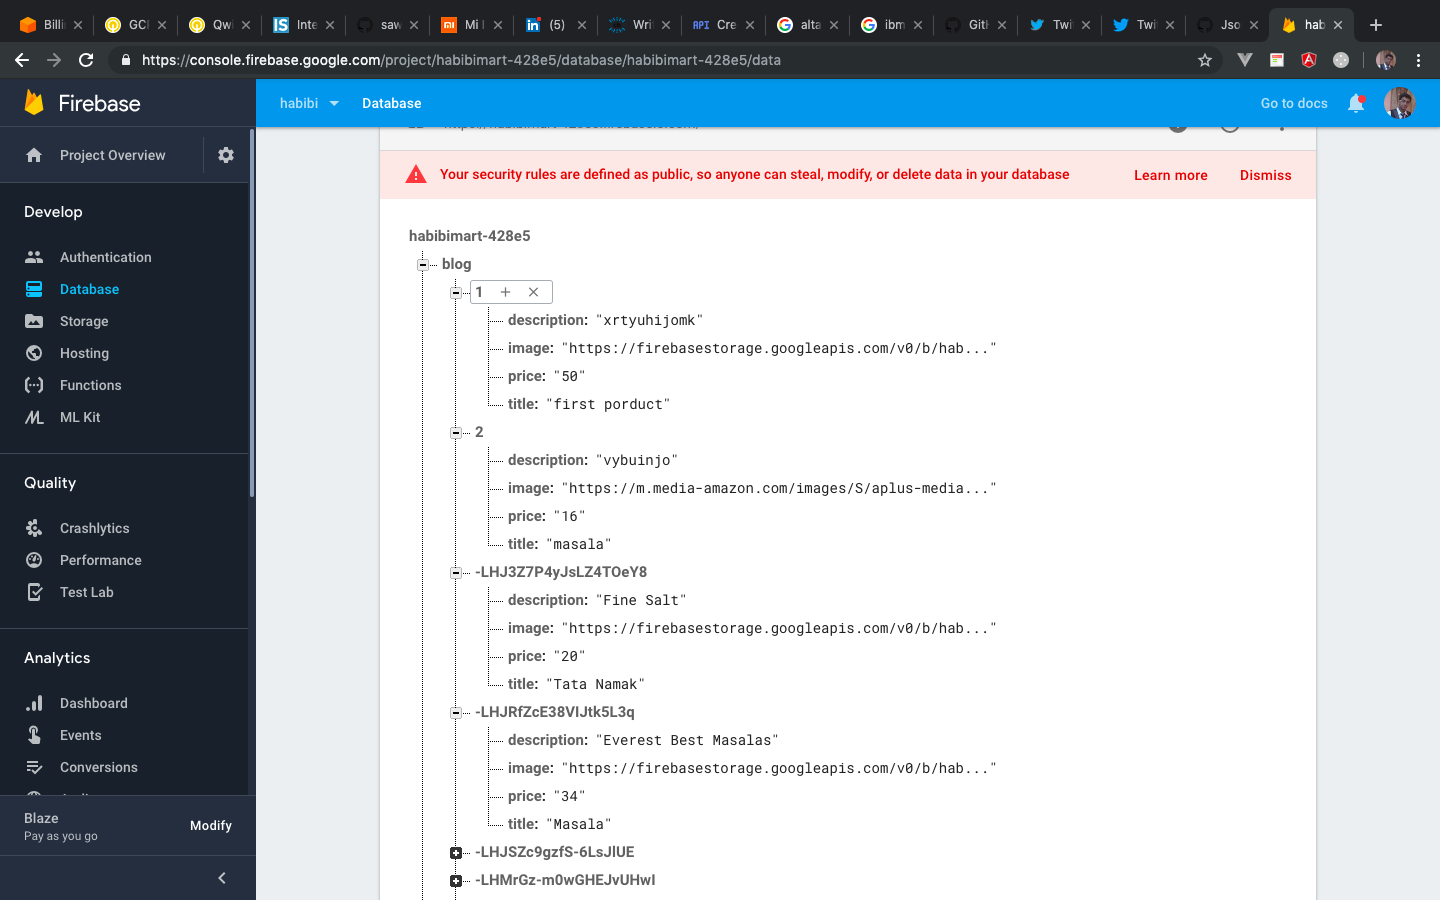 Billi
GCI
Qwi
Inte
saw
Mi I
(5)
Writ
API Cre
alta
ibm
GitH
Twit
Twit
Jso
hab
https://console.firebase.google.com/project/habibimart-428e5/database/habibimart-428e5/data
Firebase
habibi
Database
Go to docs
Project Overview
Develop
Authentication
Database
Storage
Hosting
Functions
ML Kit
Quality
Crashlytics
Performance
Test Lab
Analytics
Dashboard
Events
Conversions
Blaze
Pay as you go
Modify
Your security rules are defined as public, so anyone can steal, modify, or delete data in your database
Learn more
Dismiss
habibimart-428e5
blog
1
description: "xrtyuhijomk"
image: "https://firebasestorage.googleapis.com/v0/b/hab..."
price: "50"
title: "first porduct"
2
description: "vybuinjo"
image: "https://m.media-amazon.com/images/S/aplus-media..."
price: "16"
title: "masala"
-LHJ3Z7P4yJsLZ4TOeY8
description: "Fine Salt"
image: "https://firebasestorage.googleapis.com/v0/b/hab..."
price: "20"
title: "Tata Namak"
-LHJRfZcE38VIJtk5L3q
description: "Everest Best Masalas"
image: "https://firebasestorage.googleapis.com/v0/b/hab..."
price: "34"
title: "Masala"
-LHJSZc9gzfS-6LsJlUE
-LHMrGz-m0wGHEJvUHwI